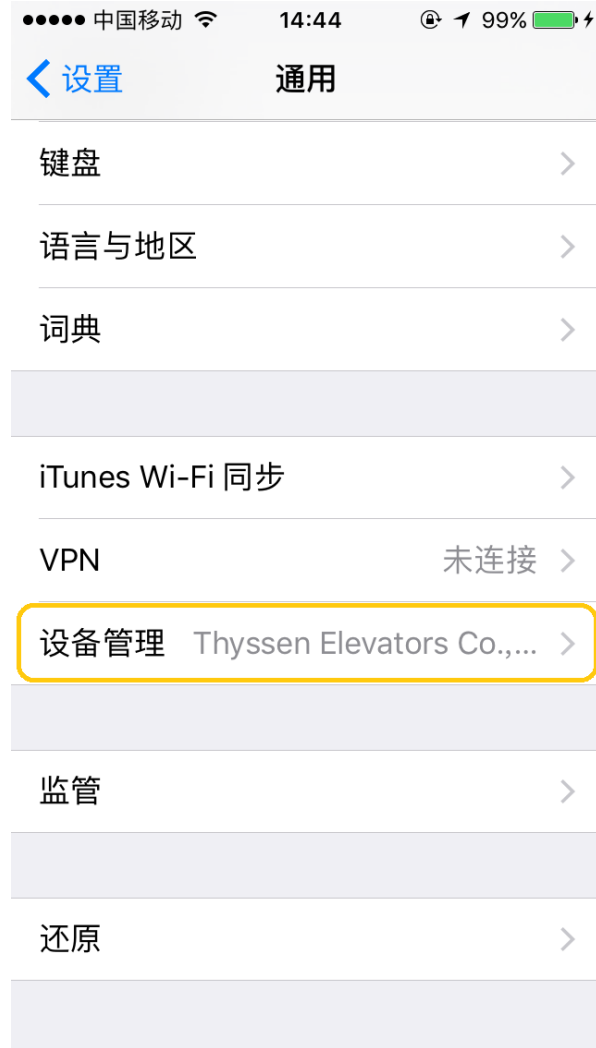 中国移动 14:44 99%
设置 通用
键盘
语言与地区
词典
iTunes Wi-Fi 同步
VPN 未连接
设备管理 Thyssen Elevators Co.,...
监管
还原